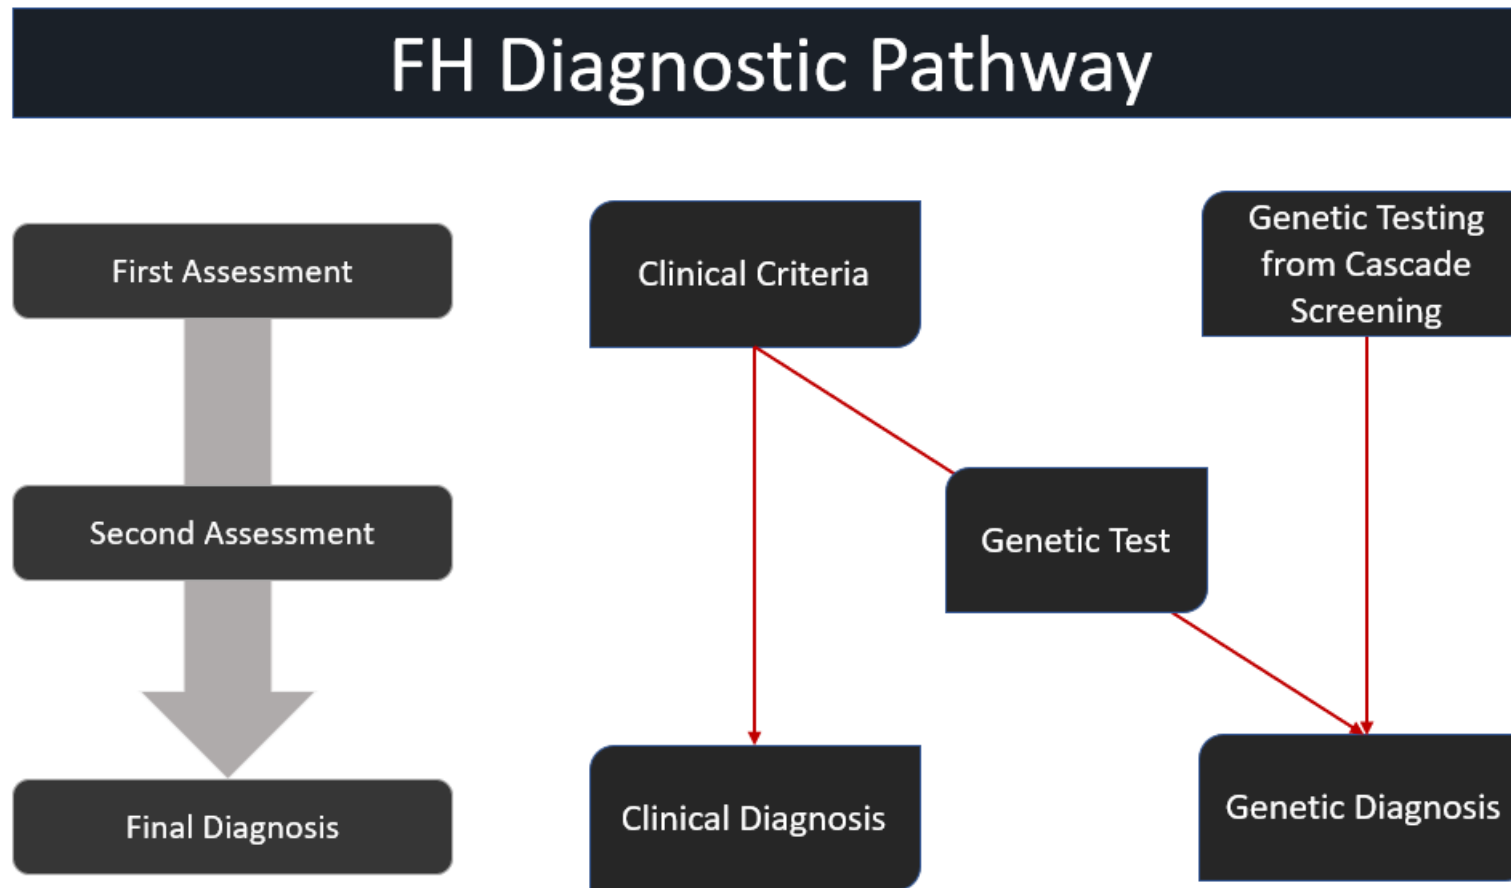 FH Diagnostic Pathway
First Assessment
Clinical Criteria
Genetic Testing
from Cascade
Screening
Second Assessment
Genetic Test
Final Diagnosis
Clinical Diagnosis
Genetic Diagnosis